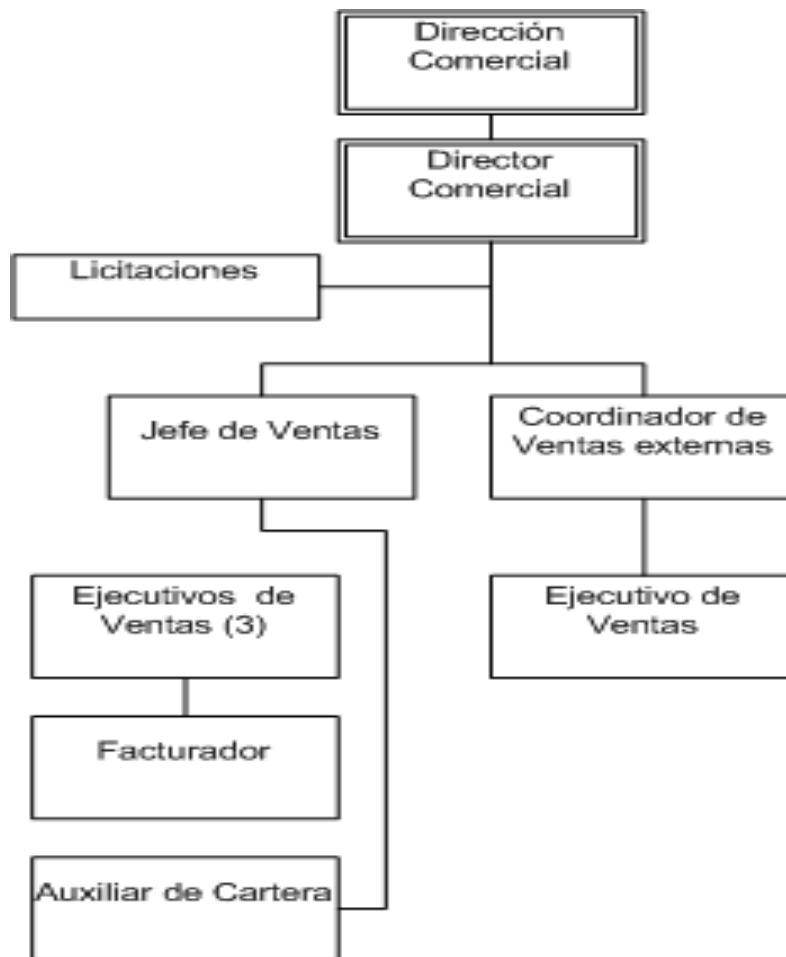 Dirección
Comercial
Director
Comercial
Licitaciones
Jefe de Ventas
Coordinador de
Ventas externas
Ejecutivos de
Ventas (3)
Ejecutivo de
Ventas
Facturador
Auxiliar de Cartera